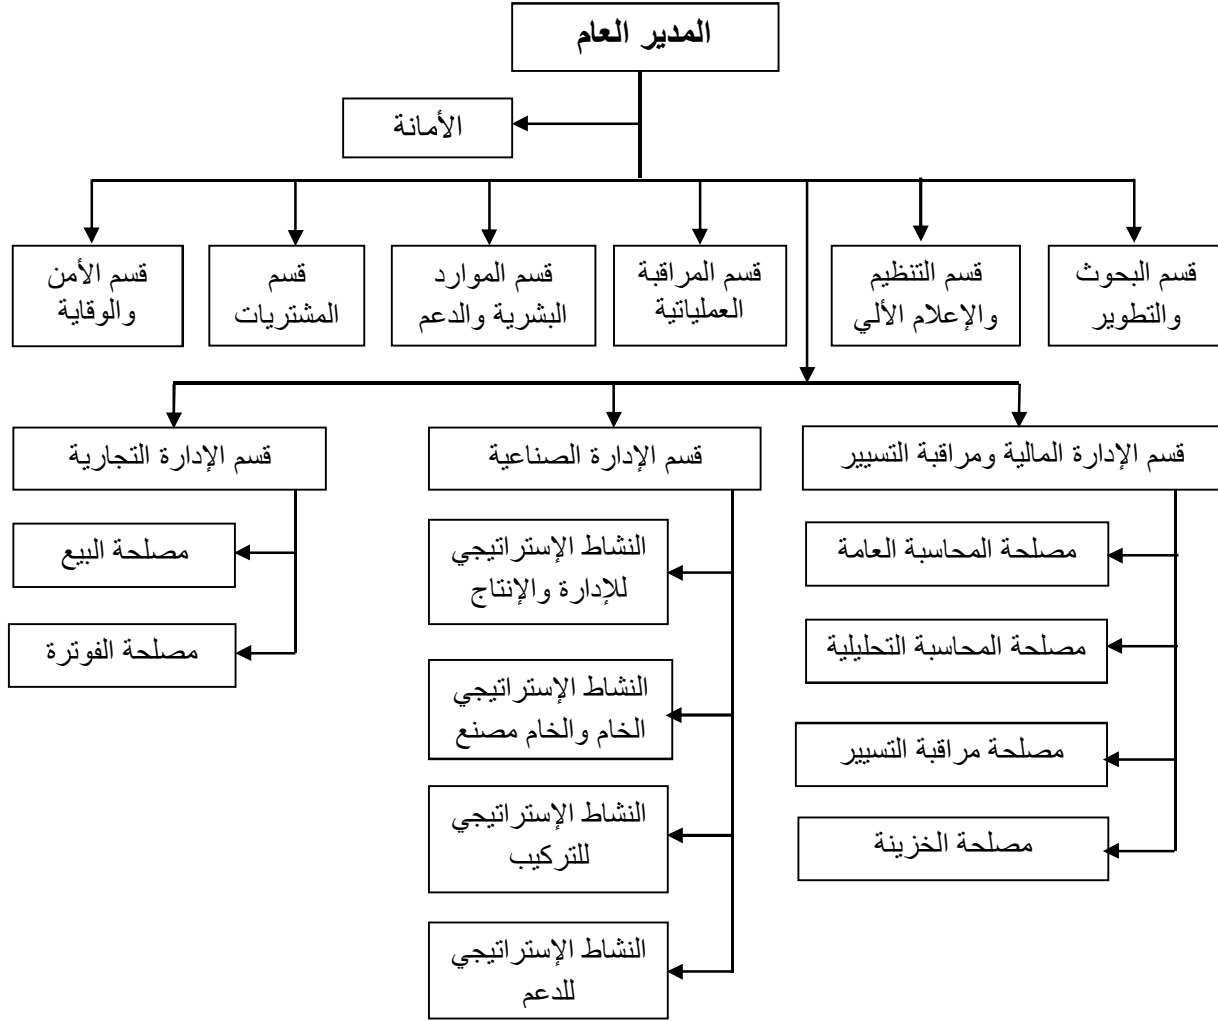 المدير العام
الأمانة
قسم البحوث
والتطوير
قسم التنظيم
والإعلام الألي
قسم المراقبة
العملياتية
قسم الموارد
البشرية والدعم
قسم
المشتريات
قسم الأمن
والوقاية
قسم الإدارة المالية ومراقبة التسيير
قسم الإدارة الصناعية
قسم الإدارة التجارية
مصلحة المحاسبة العامة
مصلحة المحاسبة التحليلية
مصلحة مراقبة التسيير
مصلحة الخزينة
النشاط الإستراتيجي
للإدارة والإنتاج
النشاط الإستراتيجي
الخام والخام مصنع
النشاط الإستراتيجي
للتركيب
النشاط الإستراتيجي
للدعم
مصلحة البيع
مصلحة الفوترة